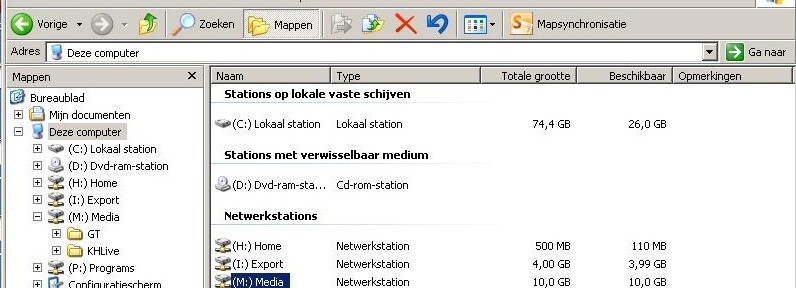 Vorige Zoeken Mappen Mapsynchronisatie
Adres Deze computer Ga naar
Mappen
Bureaublad
Mijn documenten
Deze computer
(C:) Lokaal station
(D:) Dvd-ram-station
(H:) Home
(I:) Export
(M:) Media
GT
KHLive
(P:) Programs
Configuratiescherm
Naam Type Totale grootte Beschikbaar Opmerkingen
Stations op lokale vaste schijven
(C:) Lokaal station Lokaal station 74,4 GB 26,0 GB
Stations met verwisselbaar medium
(D:) Dvd-ram-sta... Cd-rom-station
Netwerkstations
(H:) Home Netwerkstation 500 MB 110 MB
(I:) Export Netwerkstation 4,00 GB 3,99 GB
(M:) Media Netwerkstation 10,0 GB 10,0 GB